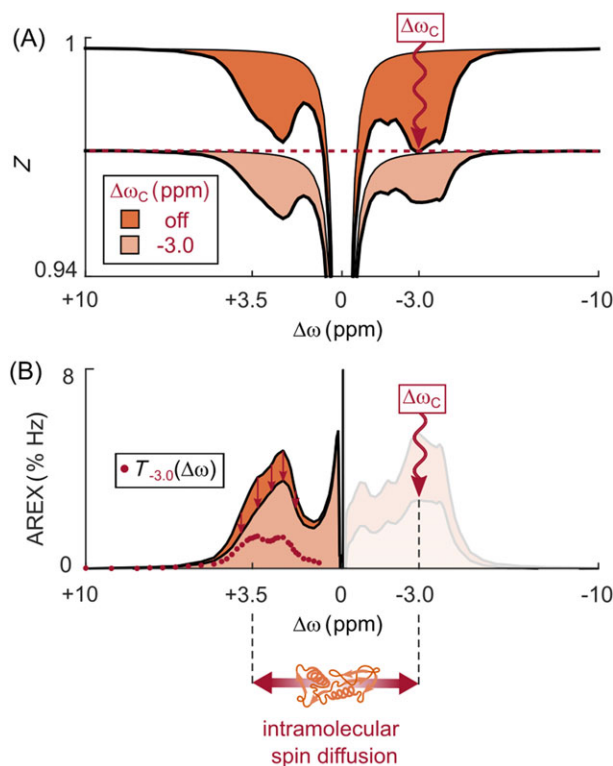 (A)
Δω_C
1
Z
Δω_C (ppm)
off
-3.0
0.94
+10 +3.5 0 -3.0 -10
Δω (ppm)
(B)
8
Δω_C
AREX (% Hz)
T_-3.0(Δω)
0
+10 +3.5 0 -3.0 -10
Δω (ppm)
intramolecular
spin diffusion